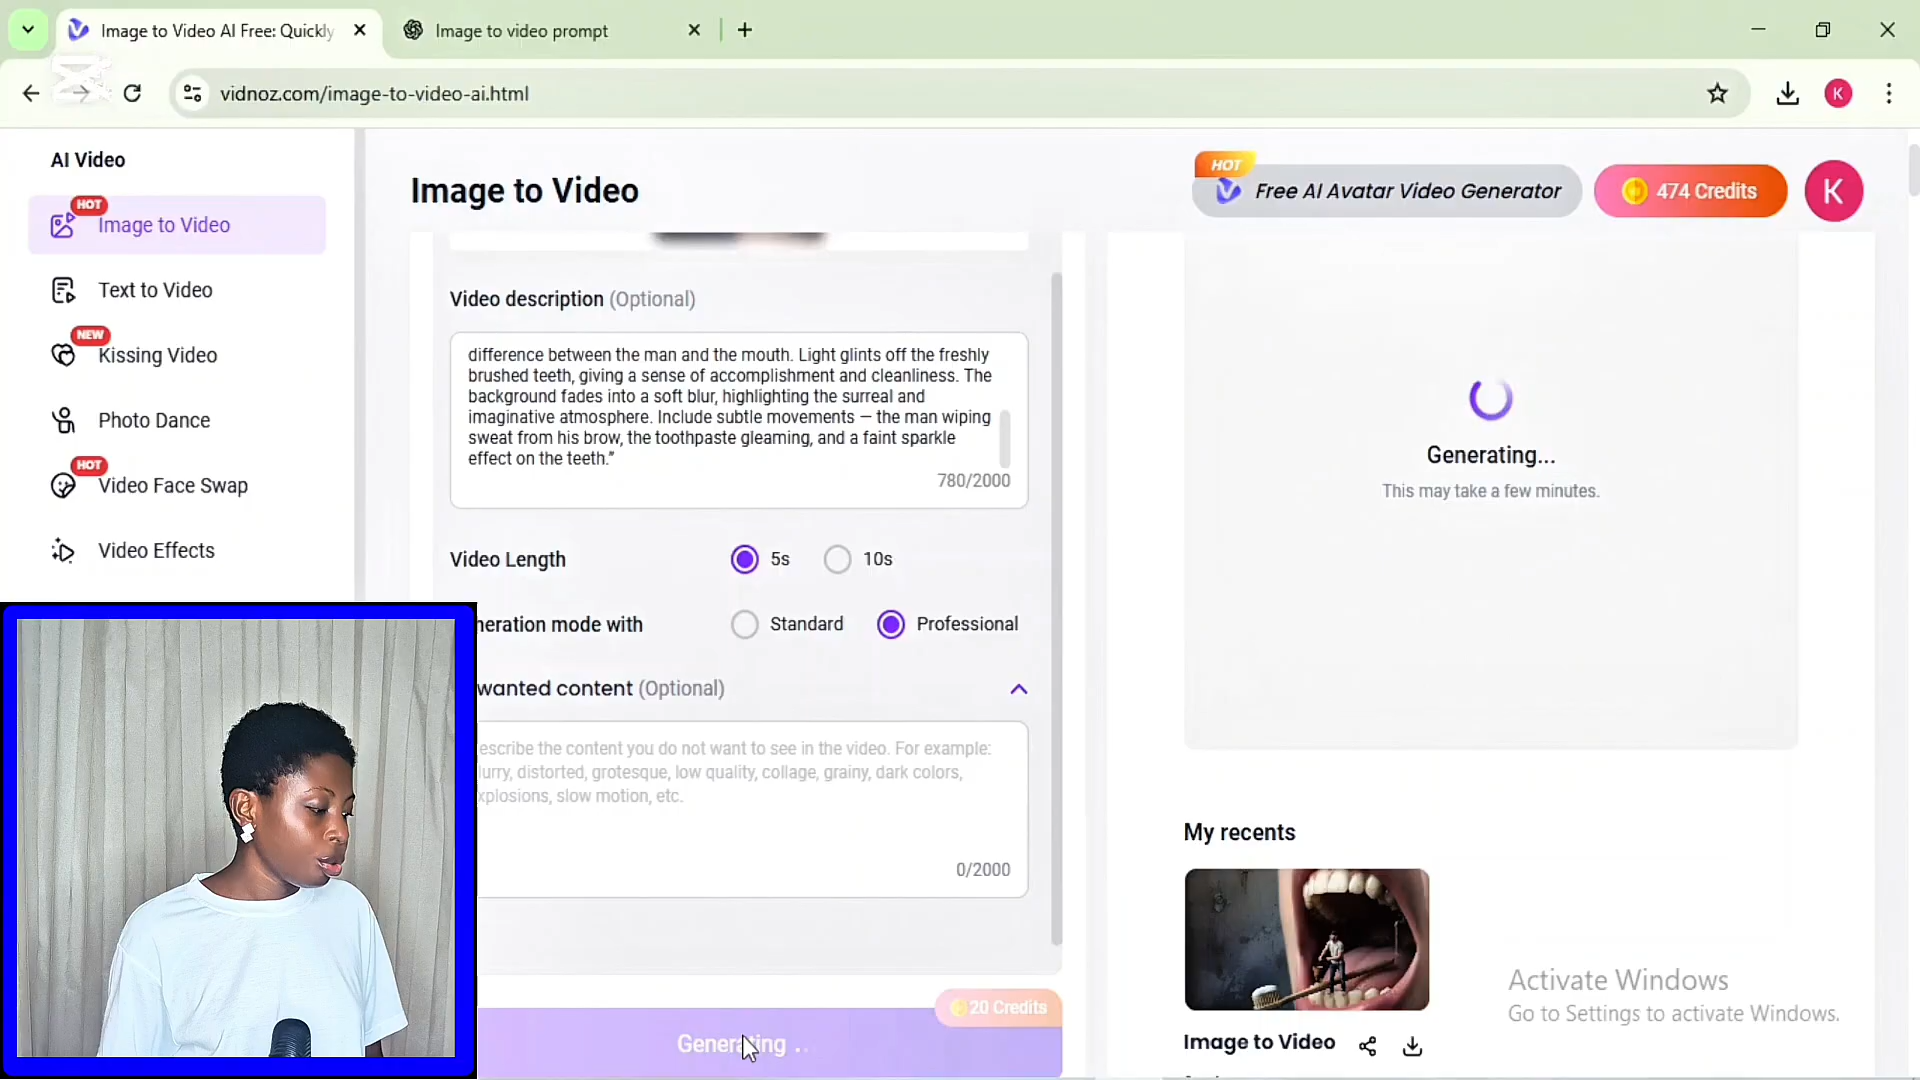 Image to Video AI Free: Quickly
Image to video prompt
vidnoz.com/image-to-video-ai.html
K
AI Video
HOT
Image to Video
Text to Video
NEW
Kissing Video
Photo Dance
HOT
Video Face Swap
Video Effects
Image to Video
HOT
Free AI Avatar Video Generator
474 Credits
K
Video description (Optional)
difference between the man and the mouth. Light glints off the freshly
brushed teeth, giving a sense of accomplishment and cleanliness. The
background fades into a soft blur, highlighting the surreal and
imaginative atmosphere. Include subtle movements — the man wiping
sweat from his brow, the toothpaste gleaming, and a faint sparkle
effect on the teeth.”
780/2000
Video Length
5s
10s
neration mode with
Standard
Professional
wanted content (Optional)
escribe the content you do not want to see in the video. For example:
lurry, distorted, grotesque, low quality, collage, grainy, dark colors,
xplosions, slow motion, etc.
0/2000
20 Credits
Generating ..
Generating...
This may take a few minutes.
My recents
Image to Video
Activate Windows
Go to Settings to activate Windows.